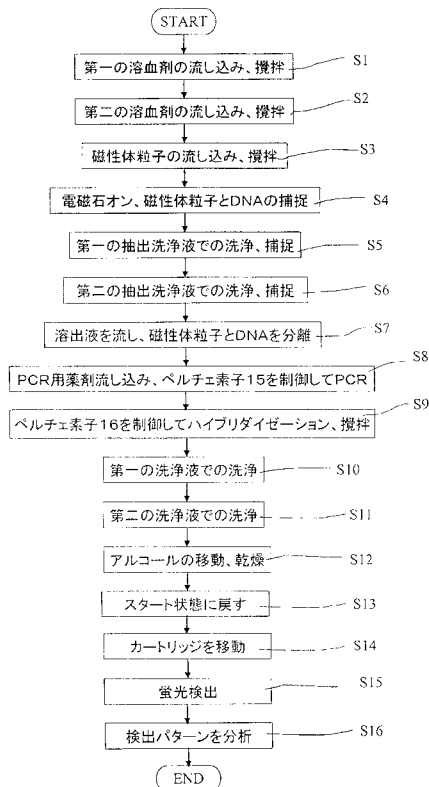 START
第一の溶血剤の流し込み、攪拌
S1
第二の溶血剤の流し込み、攪拌
S2
磁性体粒子の流し込み、攪拌
S3
電磁石オン、磁性体粒子とDNAの捕捉
S4
第一の抽出洗浄液での洗浄、捕捉
S5
第二の抽出洗浄液での洗浄、捕捉
S6
溶出液を流し、磁性体粒子とDNAを分離
S7
PCR用薬剤流し込み、ペルチェ素子15を制御してPCR
S8
ペルチェ素子16を制御してハイブリダイゼーション、攪拌
S9
第一の洗浄液での洗浄
S10
第二の洗浄液での洗浄
S11
アルコールの移動、乾燥
S12
スタート状態に戻す
S13
カートリッジを移動
S14
蛍光検出
S15
検出パターンを分析
S16
END